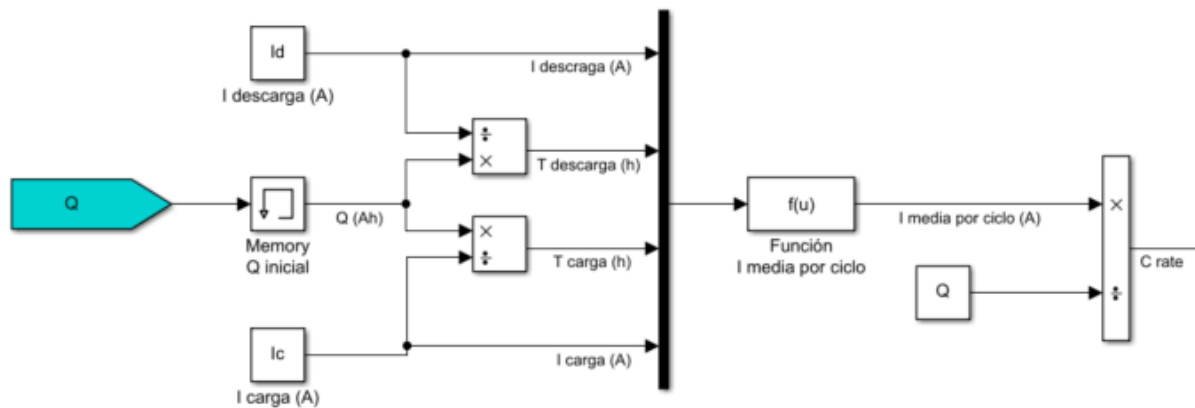 Id
I descarga (A)
I descraga (A)
÷
×
T descarga (h)
Q
Q (Ah)
Memory
Q inicial
×
÷
T carga (h)
f(u)
Función
I media por ciclo
I media por ciclo (A)
×
Q
÷
C rate
Ic
I carga (A)
I carga (A)